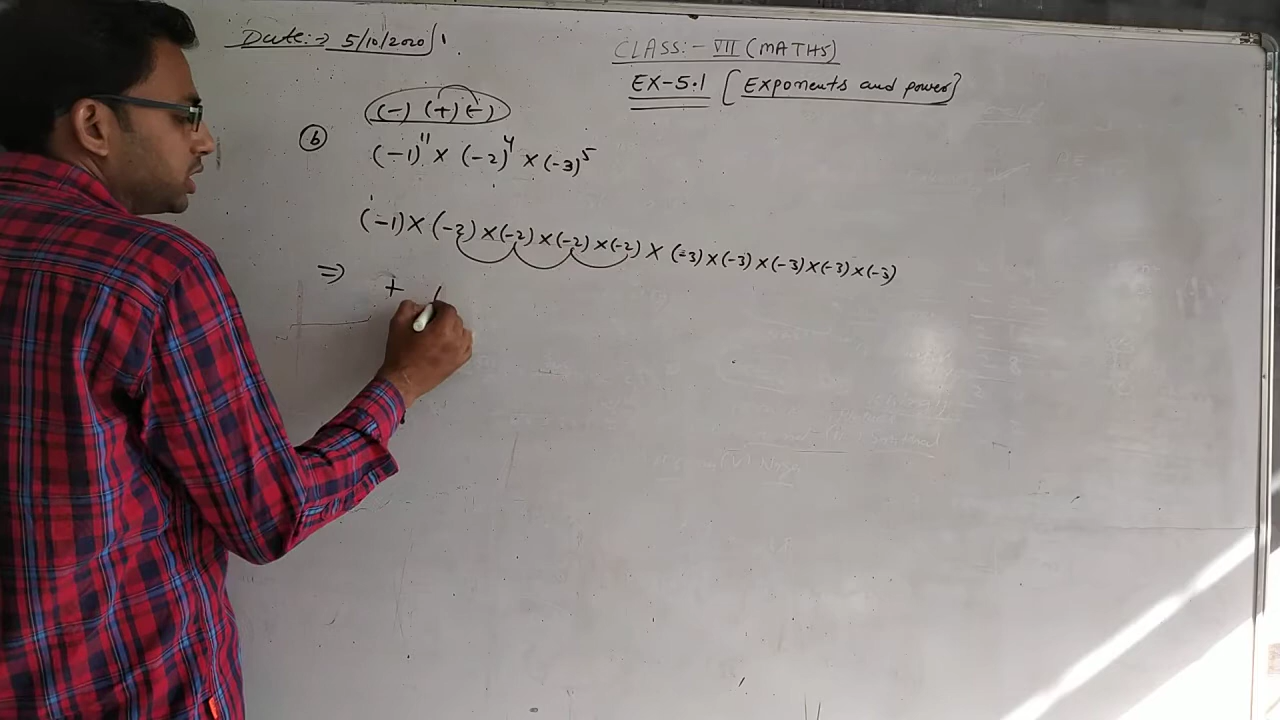 Date:→ 5/10/2020
CLASS:- VII (MATHS)
EX-5.1 [Exponents and power]
(-) (+) (-)
(b) (-1)^11 × (-2)^4 × (-3)^5
(-1) × (-2) × (-2) × (-2) × (-2) × (-3) × (-3) × (-3) × (-3) × (-3)
⇒ +